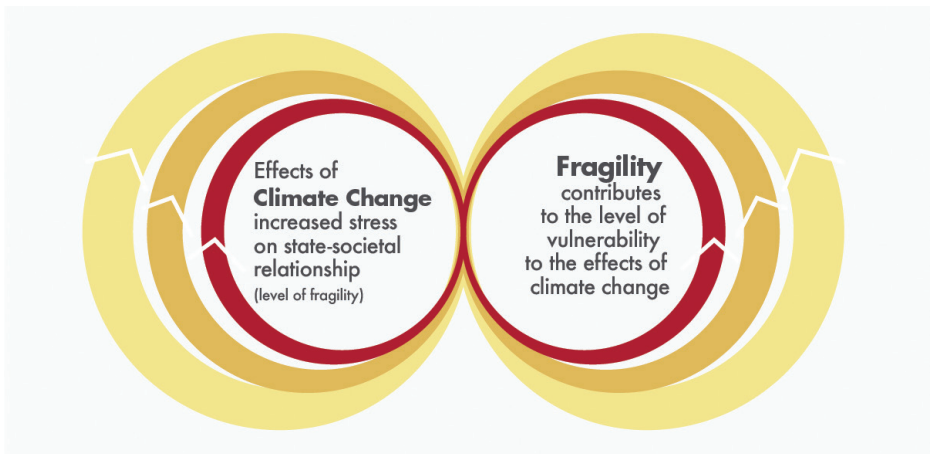 Effects of
Climate Change
increased stress
on state-societal
relationship
(level of fragility)
Fragility
contributes
to the level of
vulnerability
to the effects of
climate change